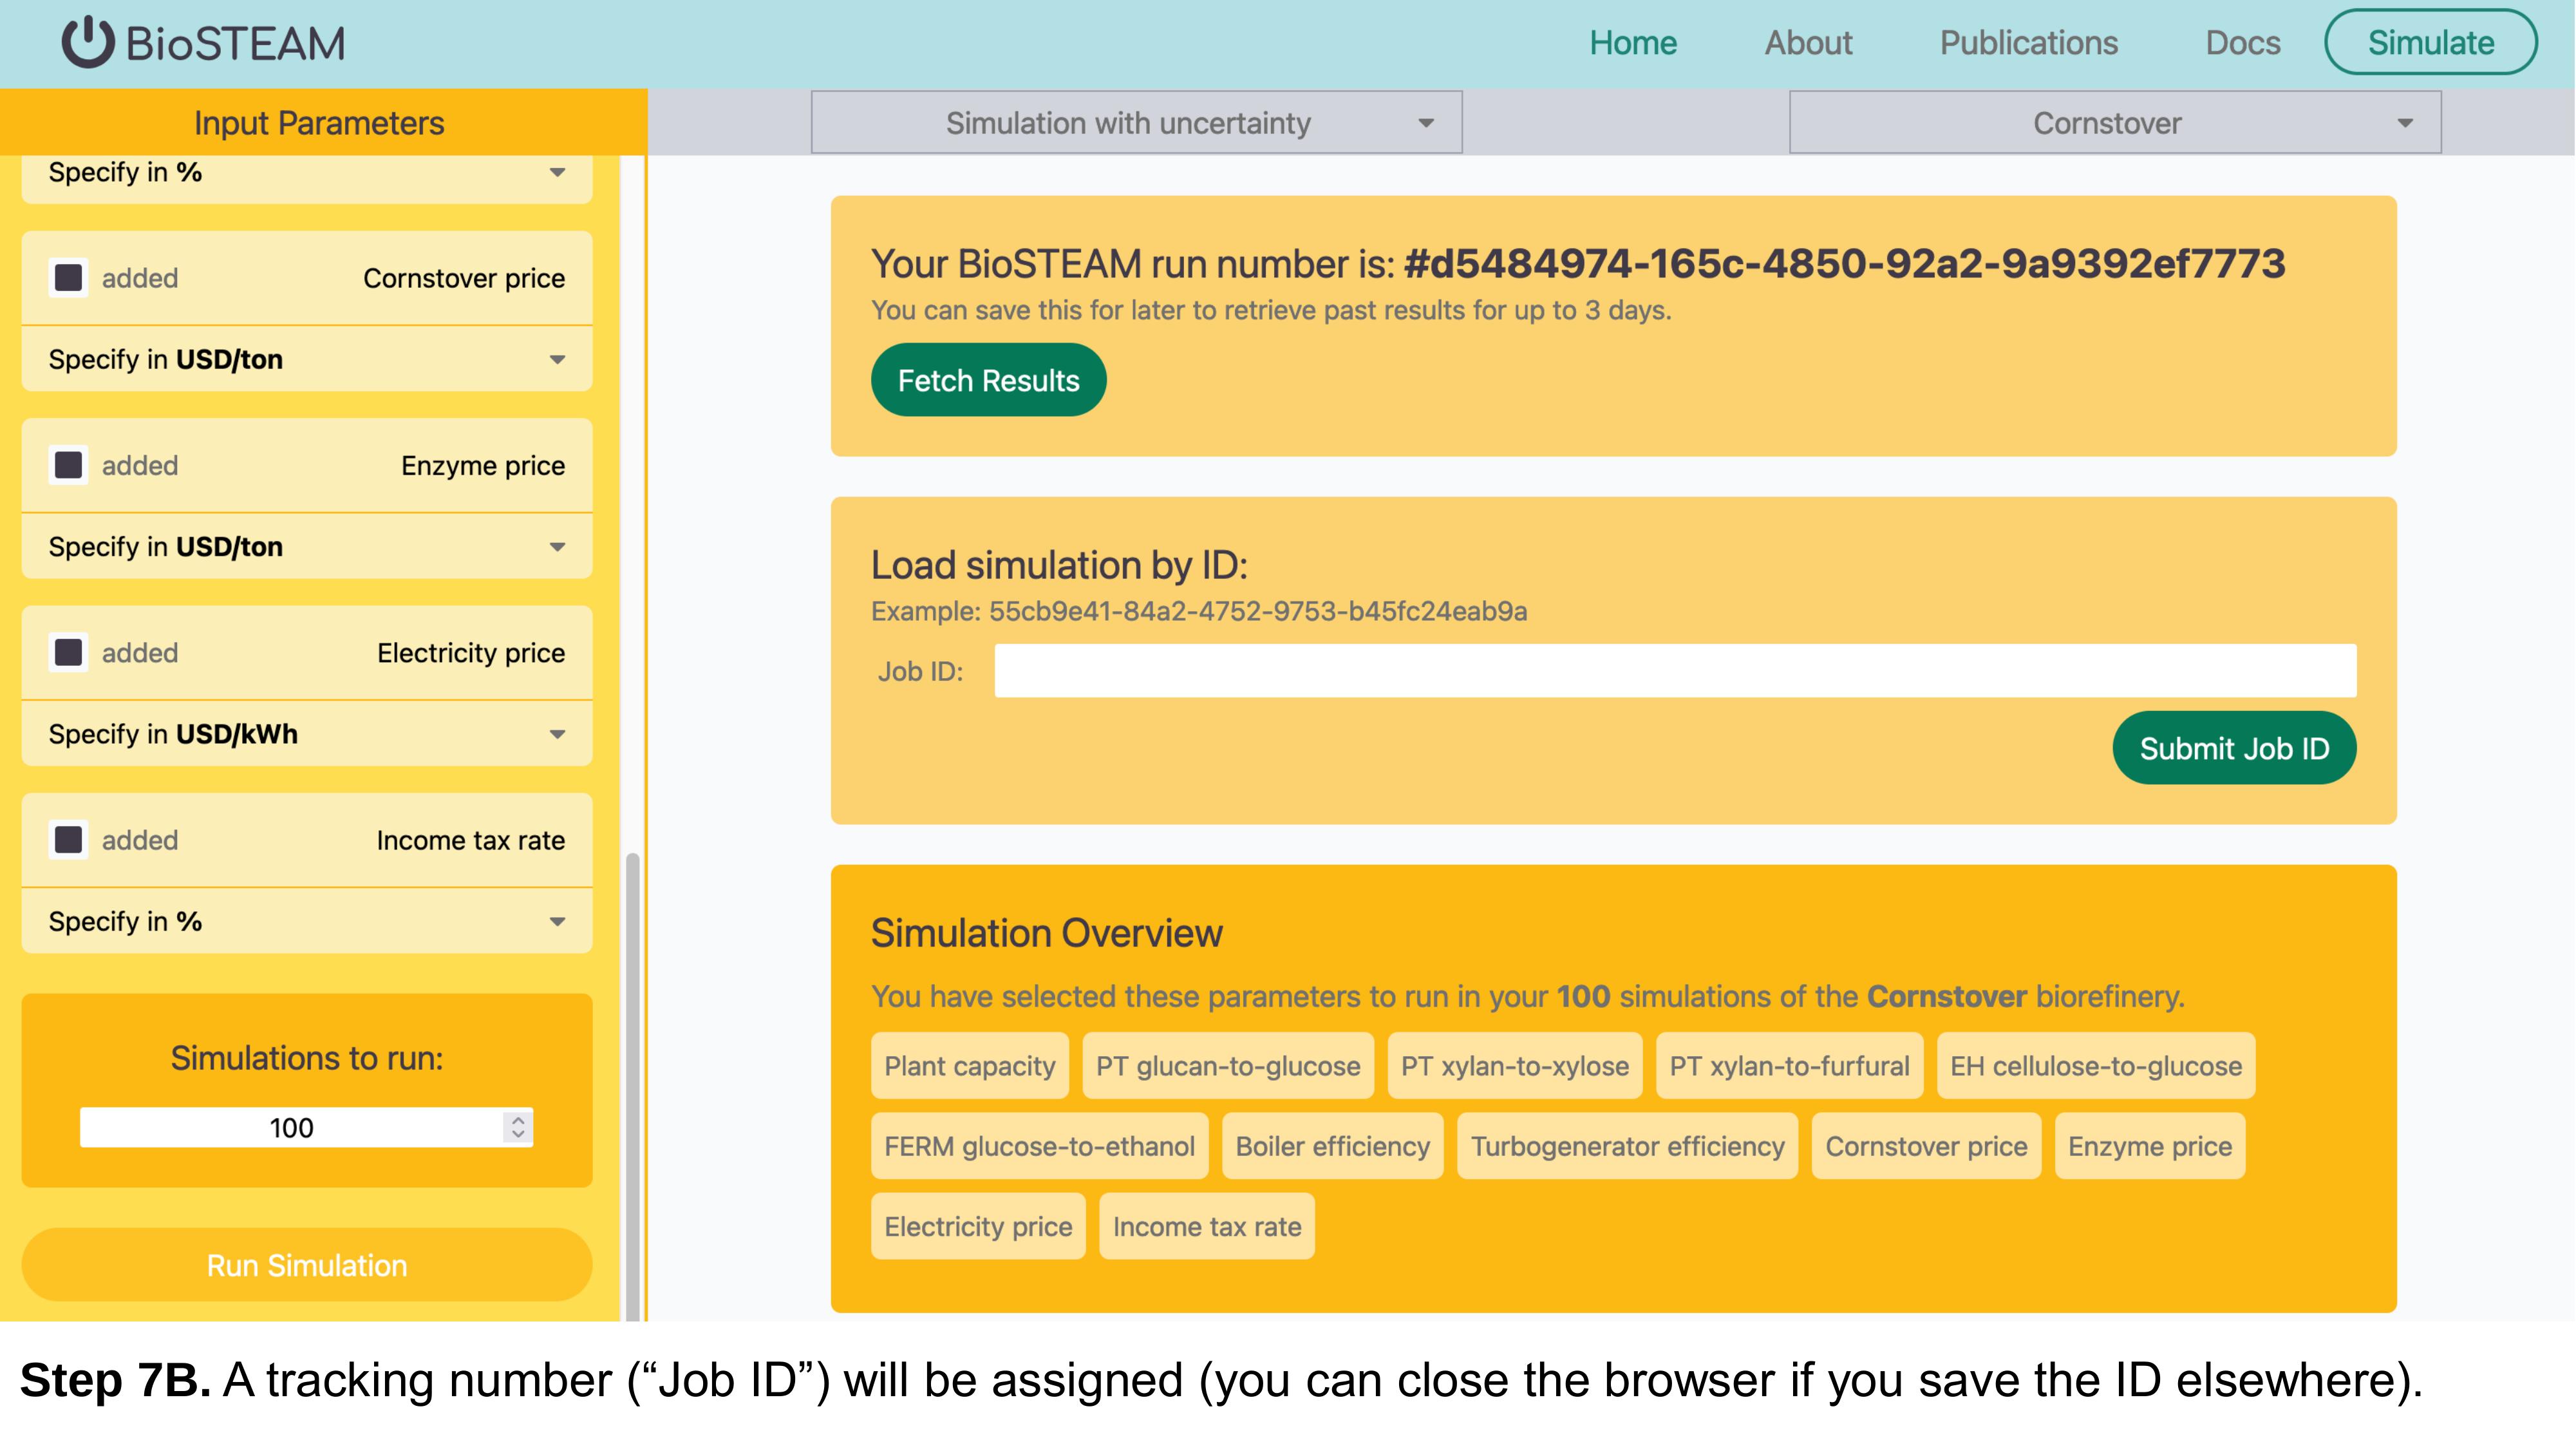 BioSTEAM
Home About Publications Docs Simulate
Input Parameters
Simulation with uncertainty
Cornstover
Specify in %
added Cornstover price
Specify in USD/ton
added Enzyme price
Specify in USD/ton
added Electricity price
Specify in USD/kWh
added Income tax rate
Specify in %
Simulations to run:
100
Run Simulation
Your BioSTEAM run number is: #d5484974-165c-4850-92a2-9a9392ef7773
You can save this for later to retrieve past results for up to 3 days.
Fetch Results
Load simulation by ID:
Example: 55cb9e41-84a2-4752-9753-b45fc24eab9a
Job ID:
Submit Job ID
Simulation Overview
You have selected these parameters to run in your 100 simulations of the Cornstover biorefinery.
Plant capacity PT glucan-to-glucose PT xylan-to-xylose PT xylan-to-furfural EH cellulose-to-glucose
FERM glucose-to-ethanol Boiler efficiency Turbogenerator efficiency Cornstover price Enzyme price
Electricity price Income tax rate
Step 7B. A tracking number (“Job ID”) will be assigned (you can close the browser if you save the ID elsewhere).